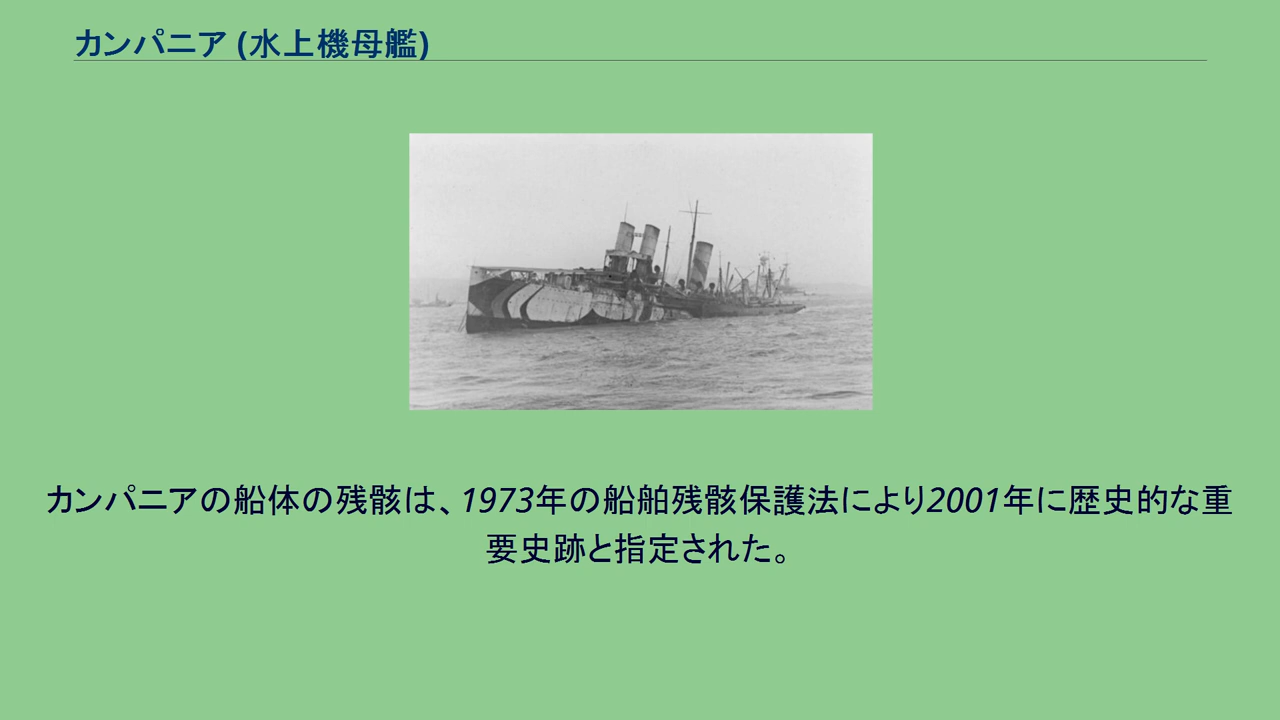 カンパニア (水上機母艦)
カンパニアの船体の残骸は、1973年の船舶残骸保護法により2001年に歴史的な重
要史跡と指定された。